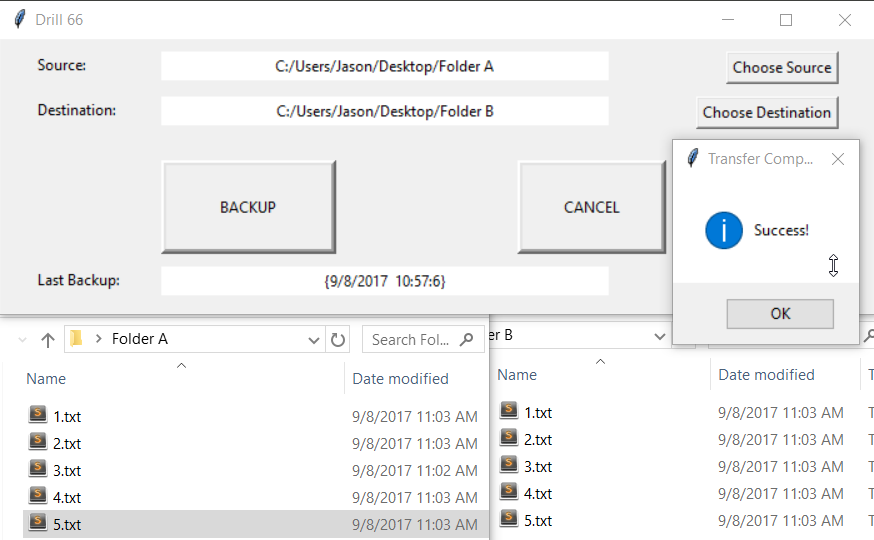 Drill 66
Source:
C:/Users/Jason/Desktop/Folder A
Choose Source
Destination:
C:/Users/Jason/Desktop/Folder B
Choose Destination
Transfer Comp...
BACKUP
CANCEL
Success!
Last Backup:
{9/8/2017 10:57:6}
OK
Folder A
Search Fol...
er B
Name
Date modified
1.txt
9/8/2017 11:03 AM
2.txt
9/8/2017 11:03 AM
3.txt
9/8/2017 11:02 AM
4.txt
9/8/2017 11:03 AM
5.txt
9/8/2017 11:03 AM
Name
Date modified
T
1.txt
9/8/2017 11:03 AM
T
2.txt
9/8/2017 11:03 AM
T
3.txt
9/8/2017 11:03 AM
T
4.txt
9/8/2017 11:03 AM
T
5.txt
9/8/2017 11:03 AM
T